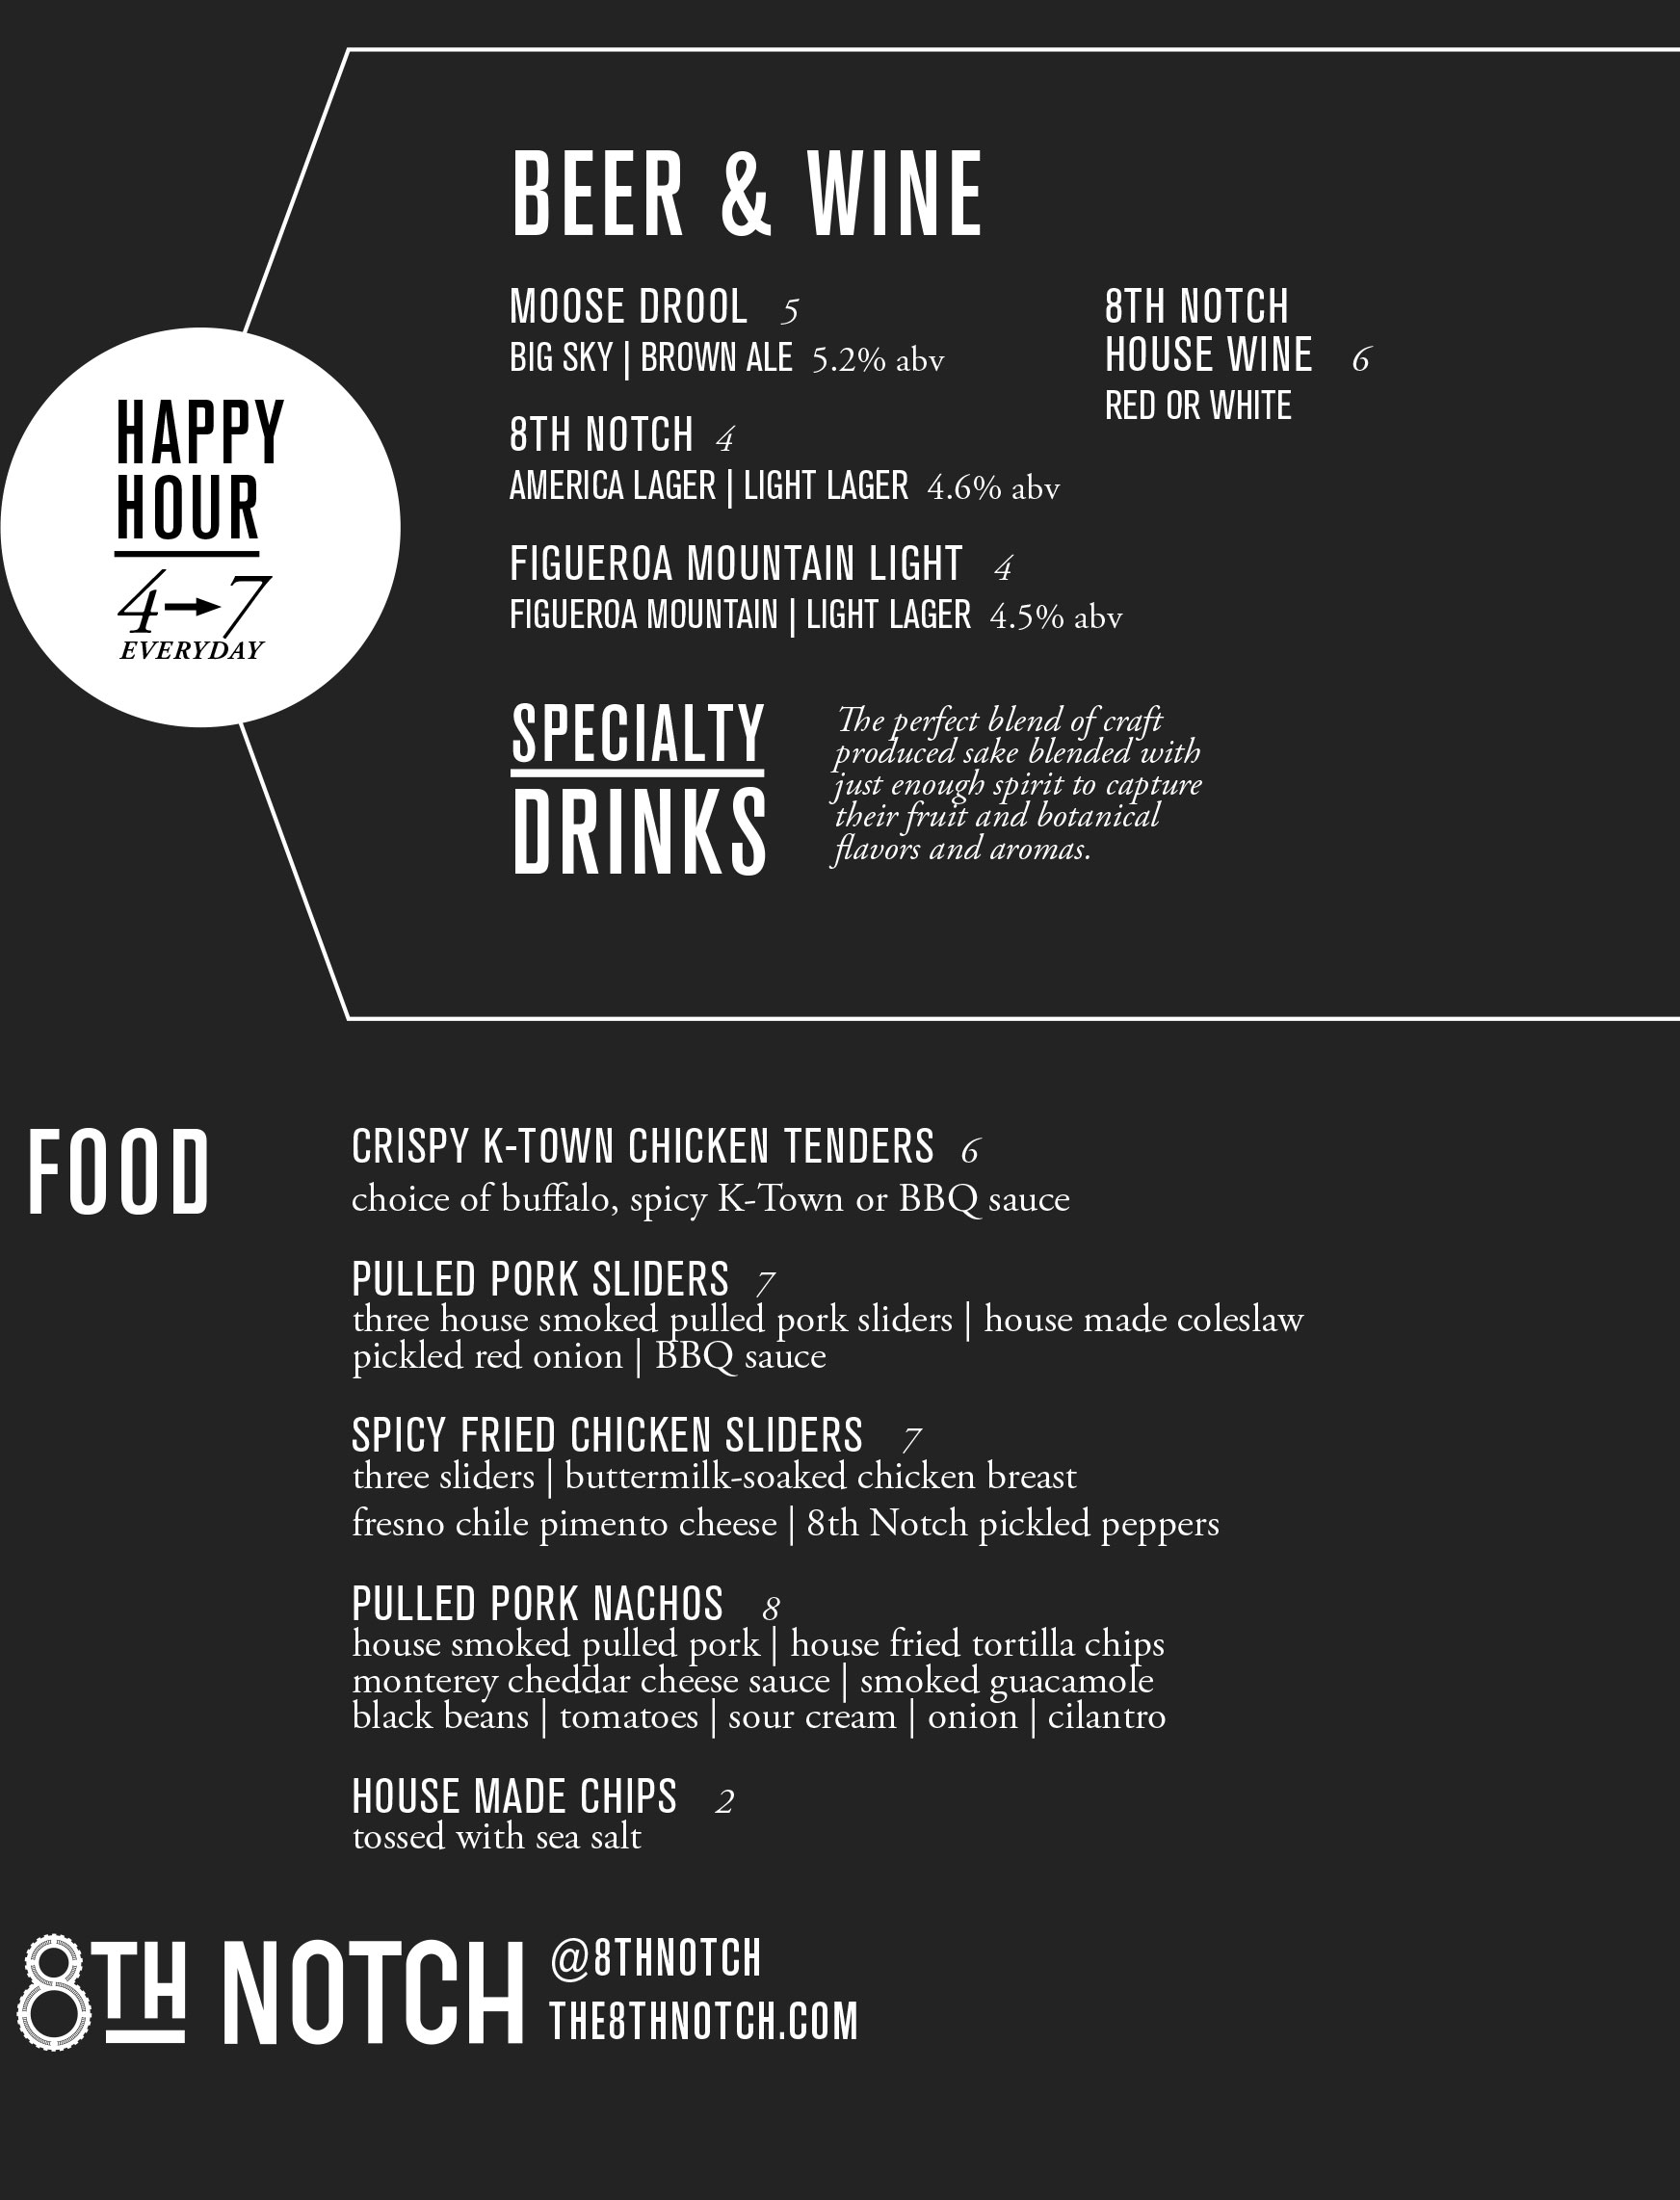 BEER & WINE
MOOSE DROOL 5
BIG SKY | BROWN ALE 5.2% abv
8TH NOTCH 4
AMERICA LAGER | LIGHT LAGER 4.6% abv
FIGUEROA MOUNTAIN LIGHT 4
FIGUEROA MOUNTAIN | LIGHT LAGER 4.5% abv
8TH NOTCH
HOUSE WINE 6
RED OR WHITE
HAPPY
HOUR
4→7
EVERYDAY
SPECIALTY
DRINKS
The perfect blend of craft
produced sake blended with
just enough spirit to capture
their fruit and botanical
flavors and aromas.
FOOD
CRISPY K-TOWN CHICKEN TENDERS 6
choice of buffalo, spicy K-Town or BBQ sauce
PULLED PORK SLIDERS 7
three house smoked pulled pork sliders | house made coleslaw
pickled red onion | BBQ sauce
SPICY FRIED CHICKEN SLIDERS 7
three sliders | buttermilk-soaked chicken breast
fresno chile pimento cheese | 8th Notch pickled peppers
PULLED PORK NACHOS 8
house smoked pulled pork | house fried tortilla chips
monterey cheddar cheese sauce | smoked guacamole
black beans | tomatoes | sour cream | onion | cilantro
HOUSE MADE CHIPS 2
tossed with sea salt
8TH NOTCH
@8THNOTCH
THE8THNOTCH.COM